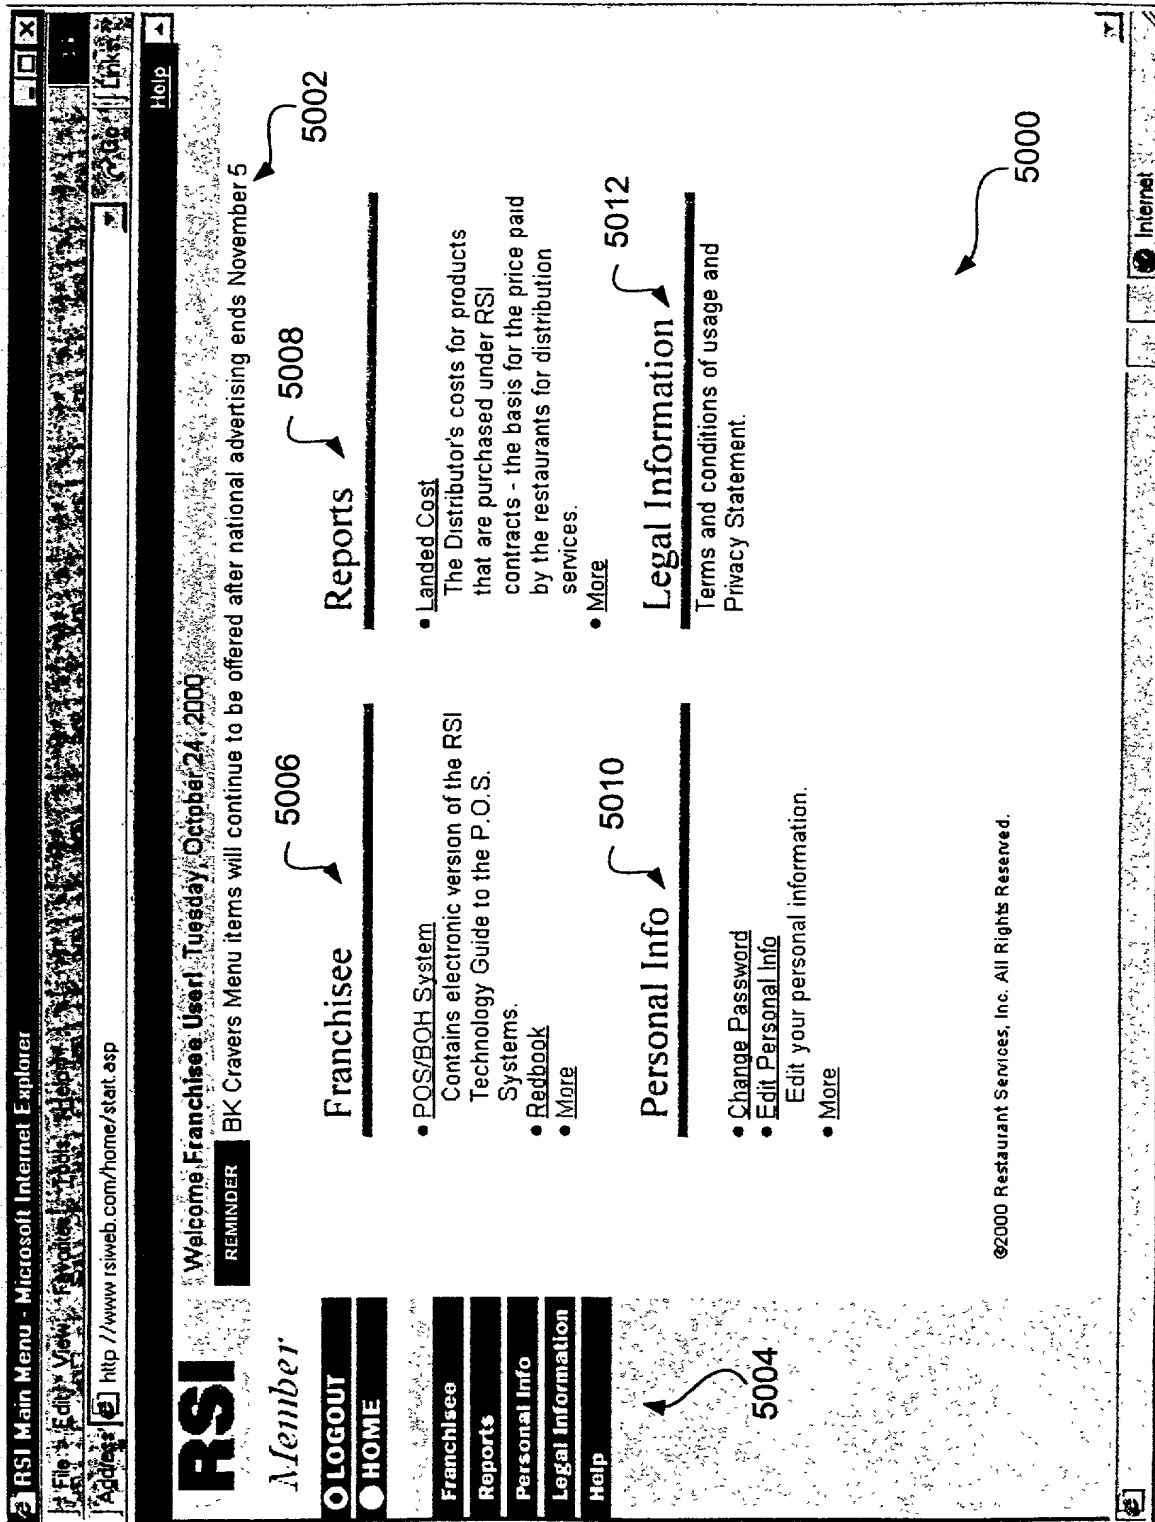 RSI Main Menu - Microsoft Internet Explorer
File Edit View Favorites Tools Help
Address http://www.rsiweb.com/home/start.asp Go Links
Help
RSI
Welcome Franchisee User! Tuesday, October 24, 2000
REMINDER BK Cravers Menu items will continue to be offered after national advertising ends November 5
5002
Member
LOGOUT
HOME
Franchisee
Reports
Personal Info
Legal Information
Help
5004
Franchisee
5006
• POS/BOH System
Contains electronic version of the RSI
Technology Guide to the P.O.S.
Systems.
• Redbook
• More
Reports
5008
• Landed Cost
The Distributor's costs for products
that are purchased under RSI
contracts - the basis for the price paid
by the restaurants for distribution
services.
• More
Personal Info
5010
• Change Password
• Edit Personal Info
Edit your personal information.
• More
Legal Information
5012
Terms and conditions of usage and
Privacy Statement.
5000
©2000 Restaurant Services, Inc. All Rights Reserved.
Internet